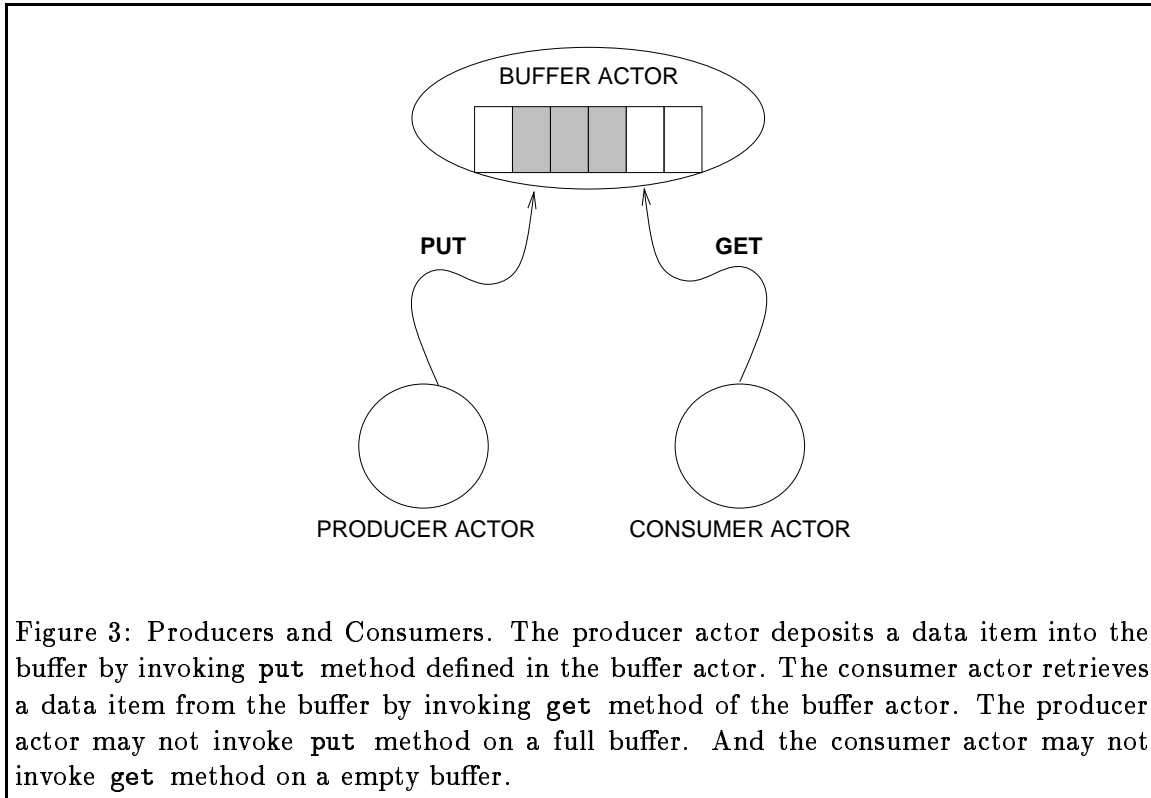 BUFFER ACTOR
PUT
GET
PRODUCER ACTOR
CONSUMER ACTOR
Figure 3: Producers and Consumers. The producer actor deposits a data item into the
buffer by invoking put method defined in the buffer actor. The consumer actor retrieves
a data item from the buffer by invoking get method of the buffer actor. The producer
actor may not invoke put method on a full buffer. And the consumer actor may not
invoke get method on a empty buffer.